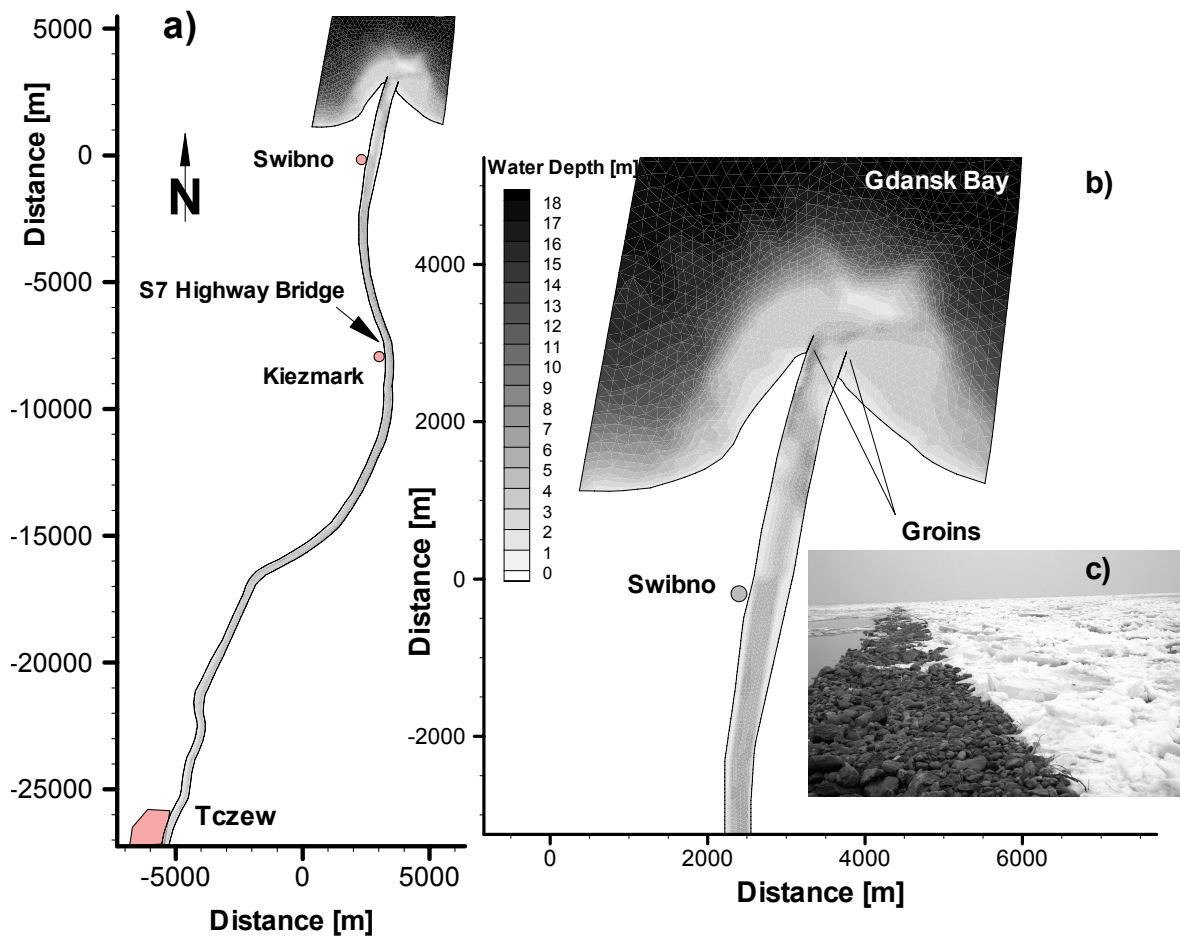 a)
5000
0
-5000
-10000
-15000
-20000
-25000
Distance [m]
N
Swibno
S7 Highway Bridge
Kiezmark
Tczew
-5000 0 5000
Distance [m]
b)
Water Depth [m]
18
17
16
15
14
13
12
11
10
9
8
7
6
5
4
3
2
1
0
Gdansk Bay
4000
2000
0
-2000
Distance [m]
Groins
Swibno
0 2000 4000 6000
Distance [m]
c)